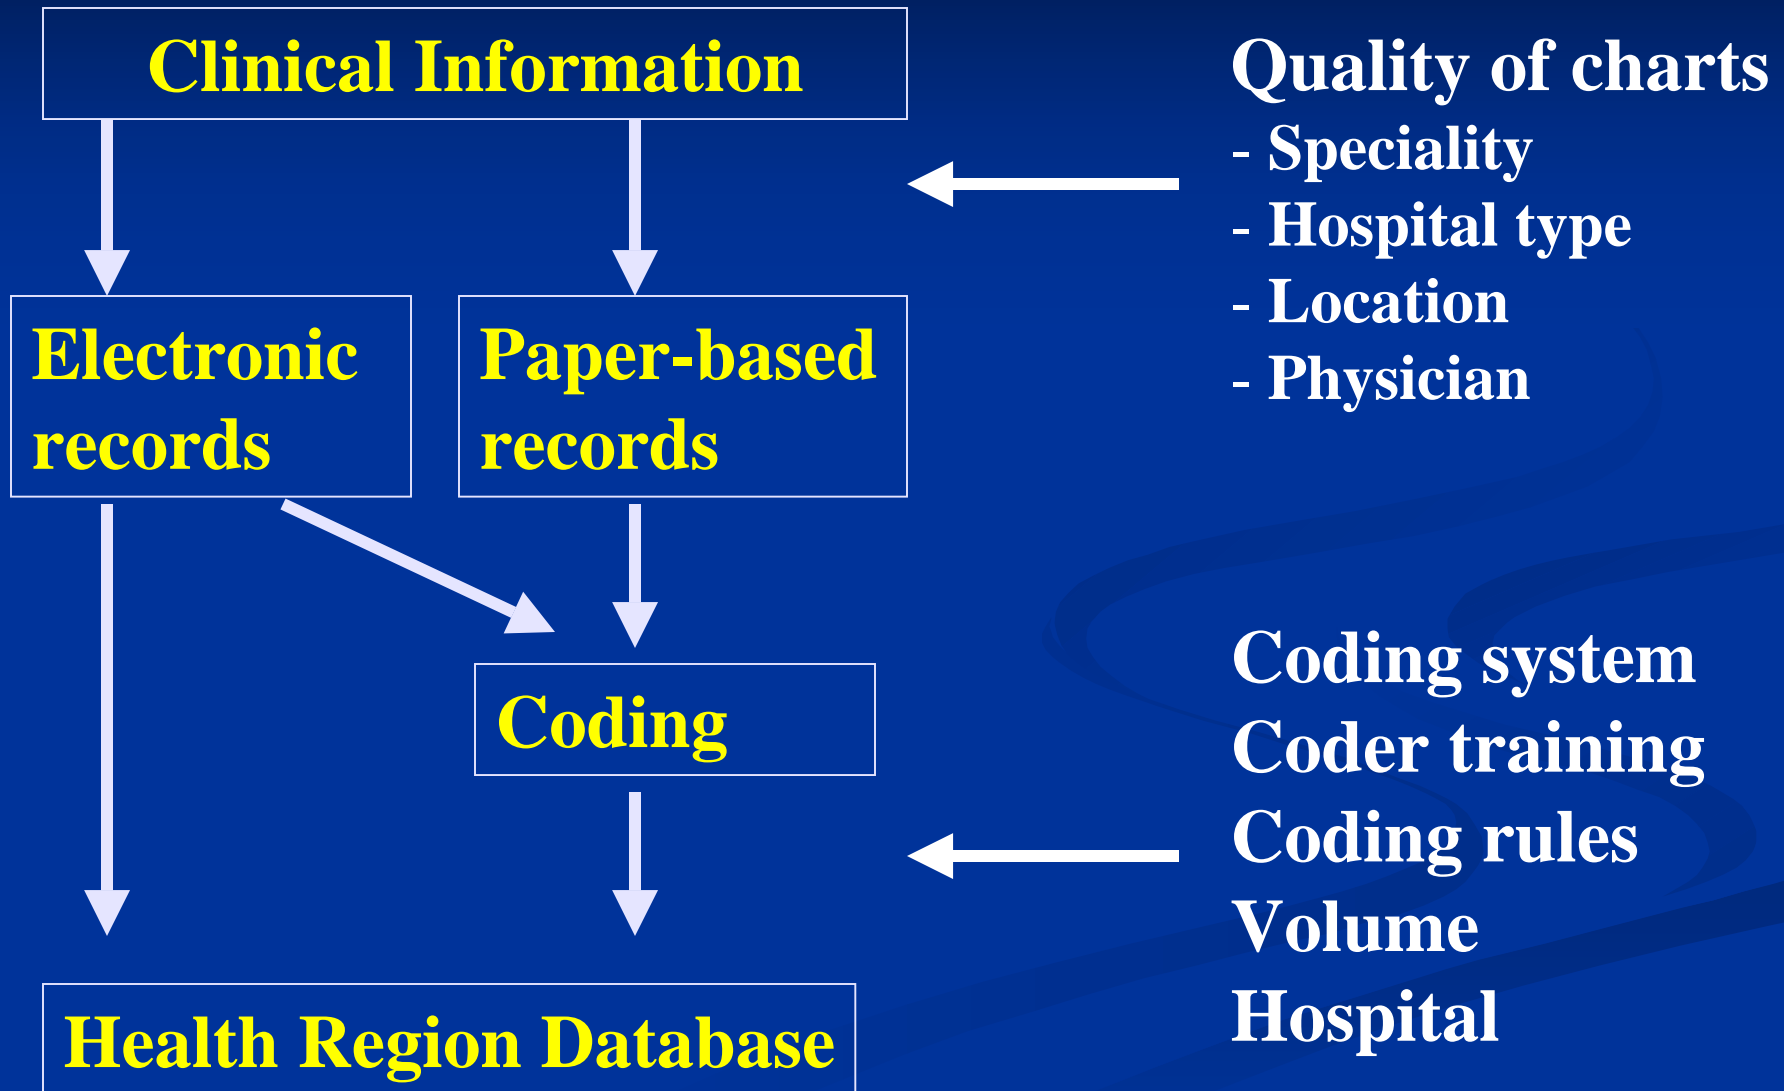 Clinical Information
Electronic
records
Paper-based
records
Coding
Health Region Database
Quality of charts
- Speciality
- Hospital type
- Location
- Physician
Coding system
Coder training
Coding rules
Volume
Hospital